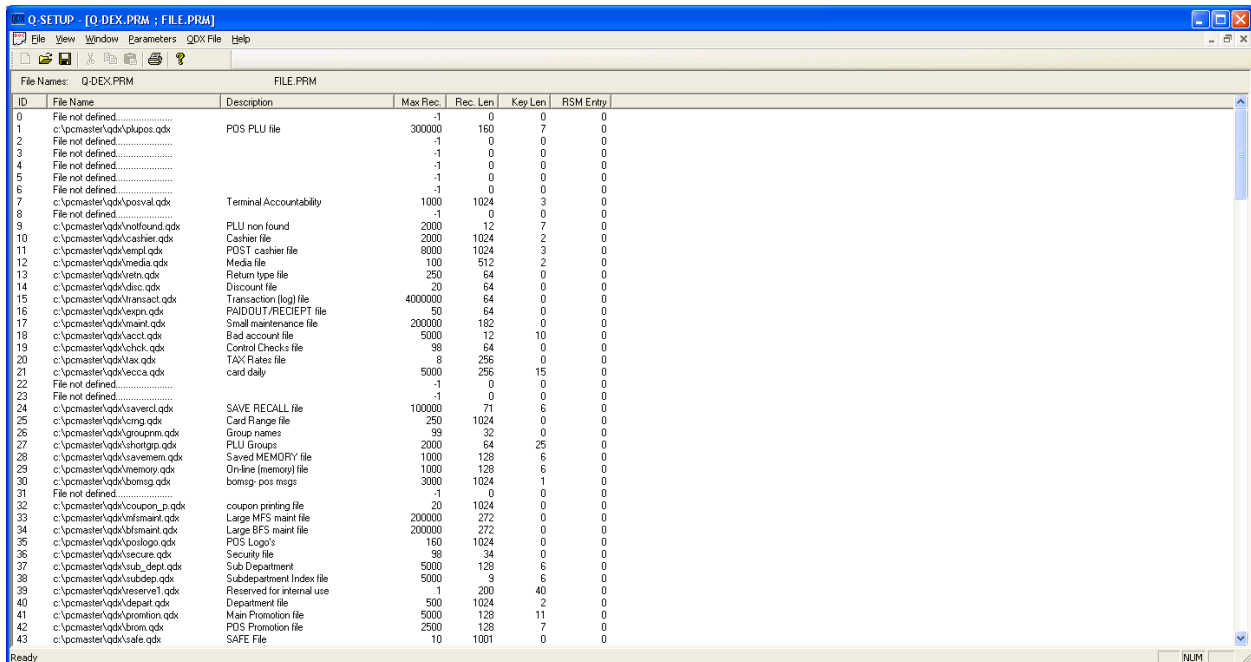 QDX Q-SETUP - [Q-DEX.PRM ; FILE.PRM]
File View Window Parameters QDX File Help
File Names: Q-DEX.PRM FILE.PRM
ID File Name Description Max Rec. Rec. Len Key Len RSM Entry
0 File not defined...................... -1 0 0 0
1 c:\pcmaster\qdx\plupos.qdx POS PLU file 300000 160 7 0
2 File not defined...................... -1 0 0 0
3 File not defined...................... -1 0 0 0
4 File not defined...................... -1 0 0 0
5 File not defined...................... -1 0 0 0
6 File not defined...................... -1 0 0 0
7 c:\pcmaster\qdx\posval.qdx Terminal Accountability 1000 1024 3 0
8 File not defined...................... -1 0 0 0
9 c:\pcmaster\qdx\notfound.qdx PLU non found 2000 12 7 0
10 c:\pcmaster\qdx\cashier.qdx Cashier file 2000 1024 2 0
11 c:\pcmaster\qdx\empl.qdx POST cashier file 8000 1024 3 0
12 c:\pcmaster\qdx\media.qdx Media file 100 512 2 0
13 c:\pcmaster\qdx\retn.qdx Return type file 250 64 0 0
14 c:\pcmaster\qdx\disc.qdx Discount file 20 64 0 0
15 c:\pcmaster\qdx\transact.qdx Transaction (log) file 4000000 64 0 0
16 c:\pcmaster\qdx\expn.qdx PAIDOUT/RECIEPT file 50 64 0 0
17 c:\pcmaster\qdx\maint.qdx Small maintenance file 200000 182 0 0
18 c:\pcmaster\qdx\acct.qdx Bad account file 5000 12 10 0
19 c:\pcmaster\qdx\chck.qdx Control Checks file 98 64 0 0
20 c:\pcmaster\qdx\tax.qdx TAX Rates file 8 256 0 0
21 c:\pcmaster\qdx\ecca.qdx card daily 5000 256 15 0
22 File not defined...................... -1 0 0 0
23 File not defined...................... -1 0 0 0
24 c:\pcmaster\qdx\savercl.qdx SAVE RECALL file 100000 71 6 0
25 c:\pcmaster\qdx\crng.qdx Card Range file 250 1024 0 0
26 c:\pcmaster\qdx\groupnm.qdx Group names 99 32 0 0
27 c:\pcmaster\qdx\shortgrp.qdx PLU Groups 2000 64 25 0
28 c:\pcmaster\qdx\savemem.qdx Saved MEMORY file 1000 128 6 0
29 c:\pcmaster\qdx\memory.qdx On-line (memory) file 1000 128 6 0
30 c:\pcmaster\qdx\bomsg.qdx bomsg- pos msgs 3000 1024 1 0
31 File not defined...................... -1 0 0 0
32 c:\pcmaster\qdx\coupon_p.qdx coupon printing file 20 1024 0 0
33 c:\pcmaster\qdx\mfsmaint.qdx Large MFS maint file 200000 272 0 0
34 c:\pcmaster\qdx\bfsmaint.qdx Large BFS maint file 200000 272 0 0
35 c:\pcmaster\qdx\poslogo.qdx POS Logo's 160 1024 0 0
36 c:\pcmaster\qdx\secure.qdx Security file 98 34 0 0
37 c:\pcmaster\qdx\sub_dept.qdx Sub Department 5000 128 6 0
38 c:\pcmaster\qdx\subdep.qdx Subdepartment Index file 5000 9 6 0
39 c:\pcmaster\qdx\reserve1.qdx Reserved for internal use 1 200 40 0
40 c:\pcmaster\qdx\depart.qdx Department file 500 1024 2 0
41 c:\pcmaster\qdx\promtion.qdx Main Promotion file 5000 128 11 0
42 c:\pcmaster\qdx\brom.qdx POS Promotion file 2500 128 7 0
43 c:\pcmaster\qdx\safe.qdx SAFE File 10 1001 0 0
Ready NUM